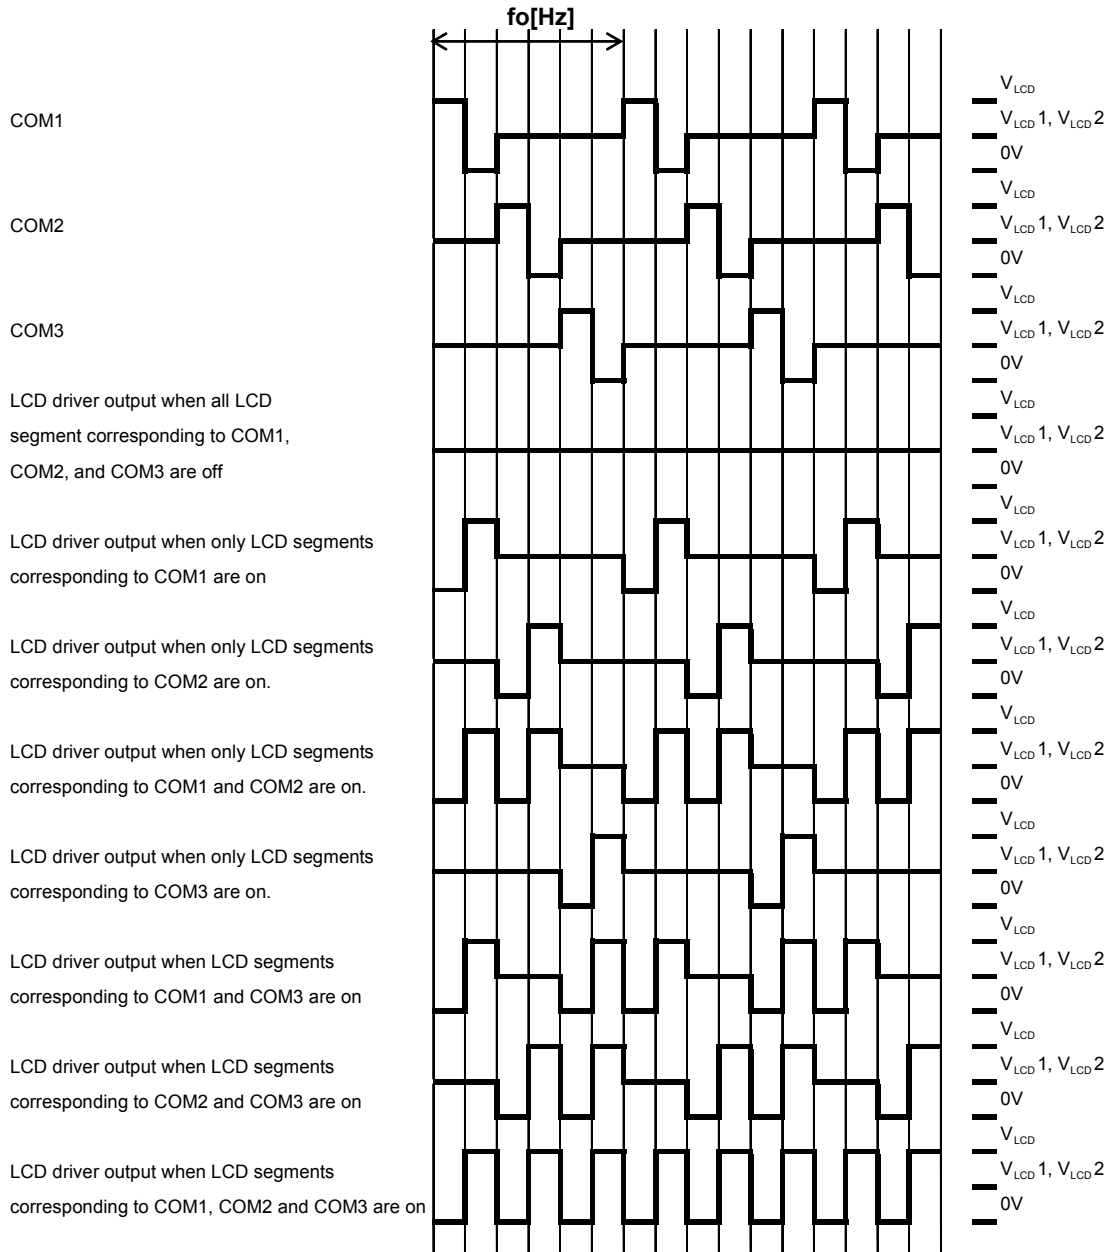 fo[Hz]
VLCD
COM1
VLCD1, VLCD2
0V
VLCD
COM2
VLCD1, VLCD2
0V
VLCD
COM3
VLCD1, VLCD2
0V
LCD driver output when all LCD
segment corresponding to COM1,
COM2, and COM3 are off
VLCD
VLCD1, VLCD2
0V
VLCD
LCD driver output when only LCD segments
corresponding to COM1 are on
VLCD1, VLCD2
0V
VLCD
LCD driver output when only LCD segments
corresponding to COM2 are on.
VLCD1, VLCD2
0V
VLCD
LCD driver output when only LCD segments
corresponding to COM1 and COM2 are on.
VLCD1, VLCD2
0V
VLCD
LCD driver output when only LCD segments
corresponding to COM3 are on.
VLCD1, VLCD2
0V
VLCD
LCD driver output when LCD segments
corresponding to COM1 and COM3 are on
VLCD1, VLCD2
0V
VLCD
LCD driver output when LCD segments
corresponding to COM2 and COM3 are on
VLCD1, VLCD2
0V
VLCD
LCD driver output when LCD segments
corresponding to COM1, COM2 and COM3 are on
VLCD1, VLCD2
0V